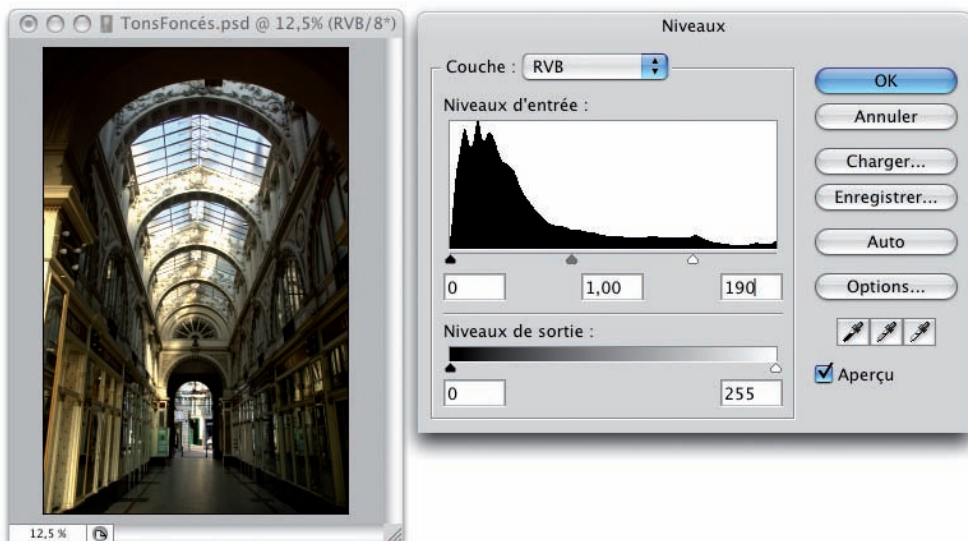 TonsFoncés.psd @ 12,5% (RVB/8*)
12,5 %
Niveaux
Couche : RVB
Niveaux d'entrée :
0 1,00 190
Niveaux de sortie :
0 255
OK
Annuler
Charger...
Enregistrer...
Auto
Options...
Aperçu